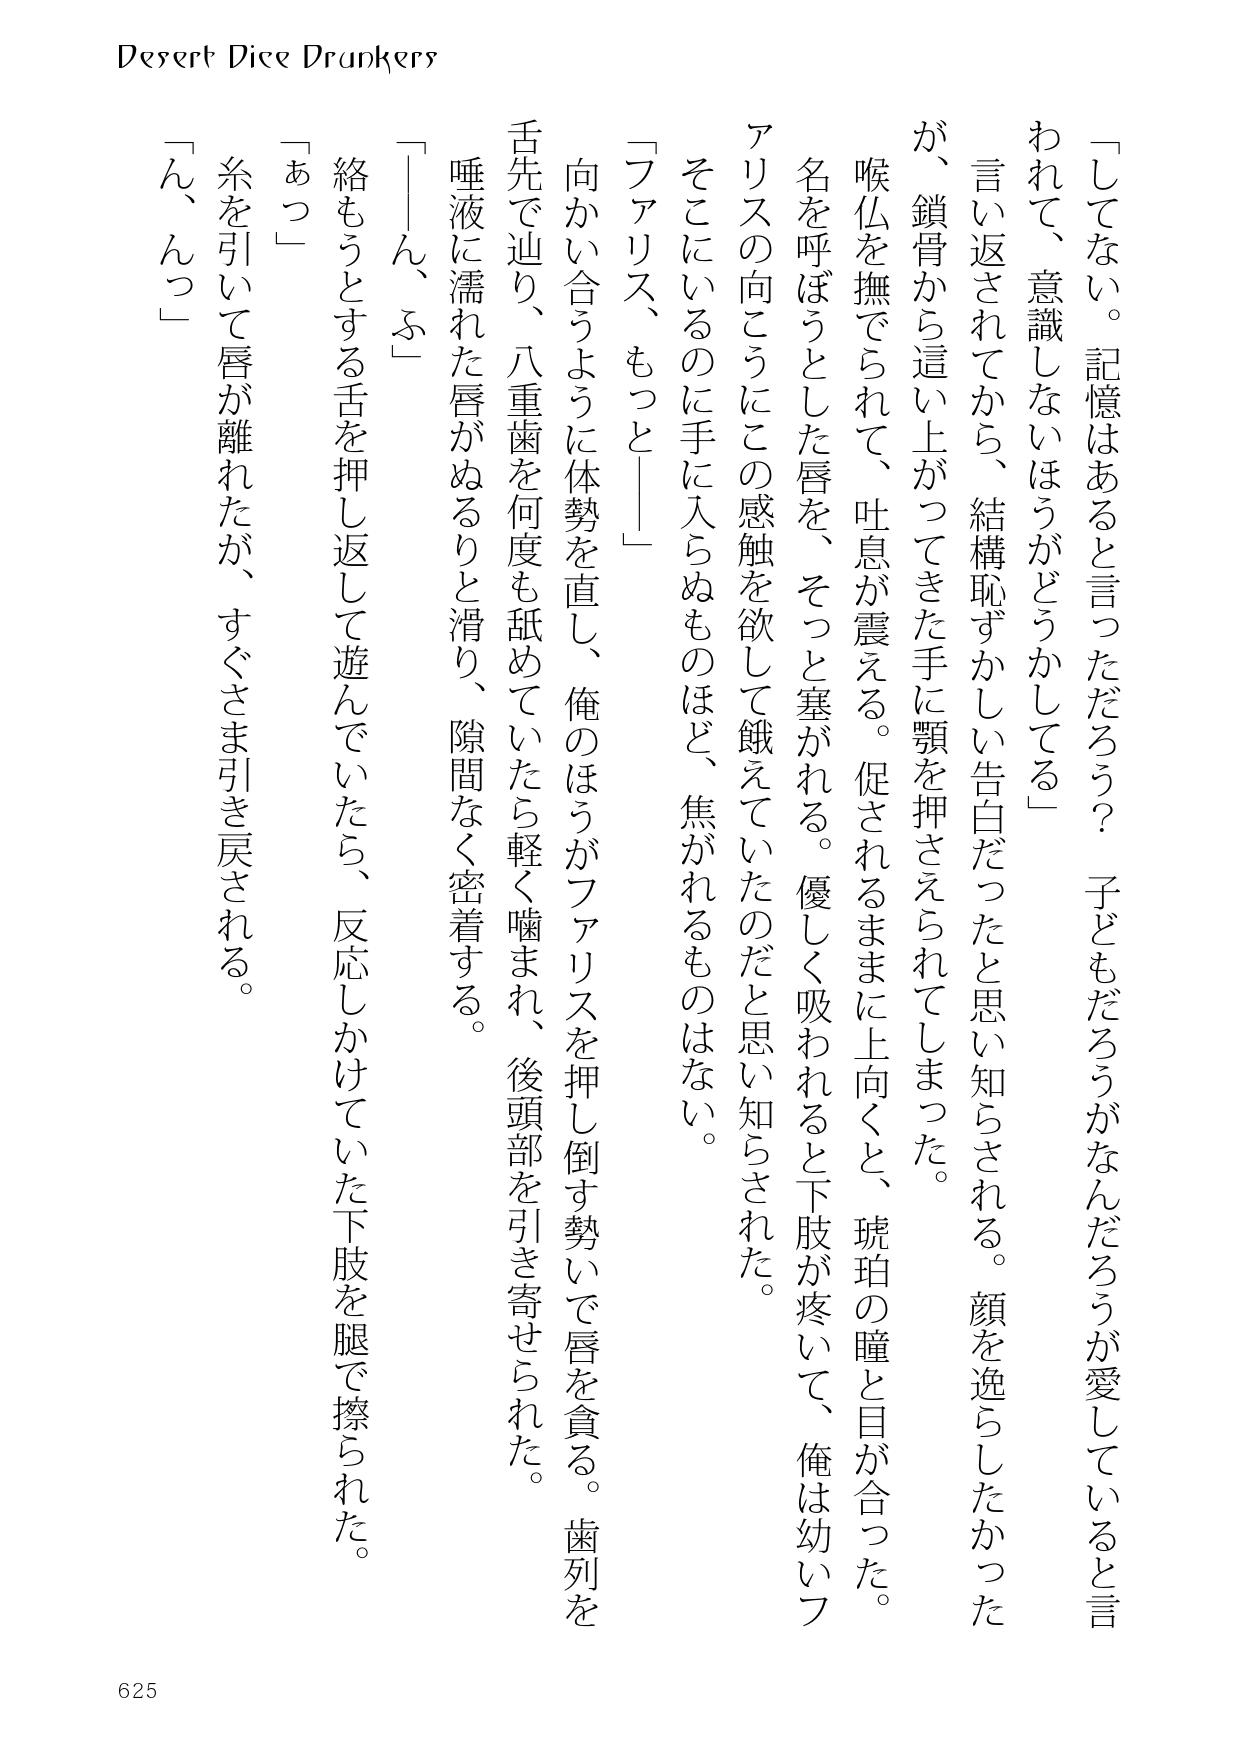 Desert Dice Drunkers
「してない。記憶はあると言っただろう？　子どもだろうがなんだろうが愛していると言
われて、意識しないほうがどうかしてる」
言い返されてから、結構恥ずかしい告白だったと思い知らされる。顔を逸らしたかった
が、鎖骨から這い上がってきた手に顎を押さえられてしまった。
喉仏を撫でられて、吐息が震える。促されるままに上向くと、琥珀の瞳と目が合った。
名を呼ぼうとした唇を、そっと塞がれる。優しく吸われると下肢が疼いて、俺は幼いフ
ァリスの向こうにこの感触を欲して餓えていたのだと思い知らされた。
そこにいるのに手に入らぬものほど、焦がれるものはない。
「ファリス、もっと――」
向かい合うように体勢を直し、俺のほうがファリスを押し倒す勢いで唇を貪る。歯列を
舌先で辿り、八重歯を何度も舐めていたら軽く噛まれ、後頭部を引き寄せられた。
唾液に濡れた唇がぬるりと滑り、隙間なく密着する。
「――ん、ふ」
絡もうとする舌を押し返して遊んでいたら、反応しかけていた下肢を腿で擦られた。
「ぁっ」
糸を引いて唇が離れたが、すぐさま引き戻される。
「ん、んっ」
625